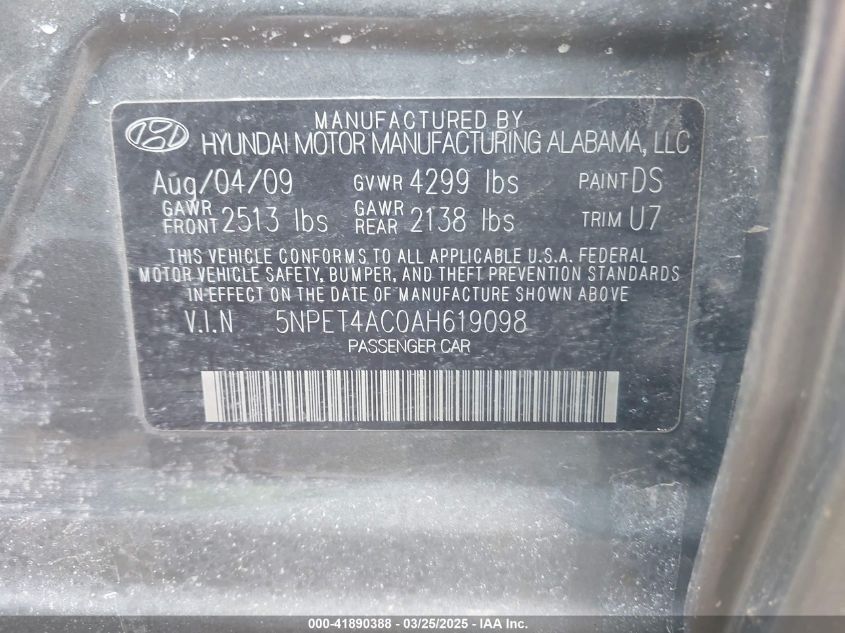 MANUFACTURED BY
HYUNDAI MOTOR MANUFACTURING ALABAMA, LLC
Aug/04/09 GVWR 4299 lbs PAINT DS
GAWR FRONT 2513 lbs GAWR REAR 2138 lbs TRIM U7
THIS VEHICLE CONFORMS TO ALL APPLICABLE U.S.A. FEDERAL
MOTOR VEHICLE SAFETY, BUMPER, AND THEFT PREVENTION STANDARDS
IN EFFECT ON THE DATE OF MANUFACTURE SHOWN ABOVE
V.I.N 5NPET4AC0AH619098
PASSENGER CAR
000-41890388 - 03/25/2025 - IAA Inc.